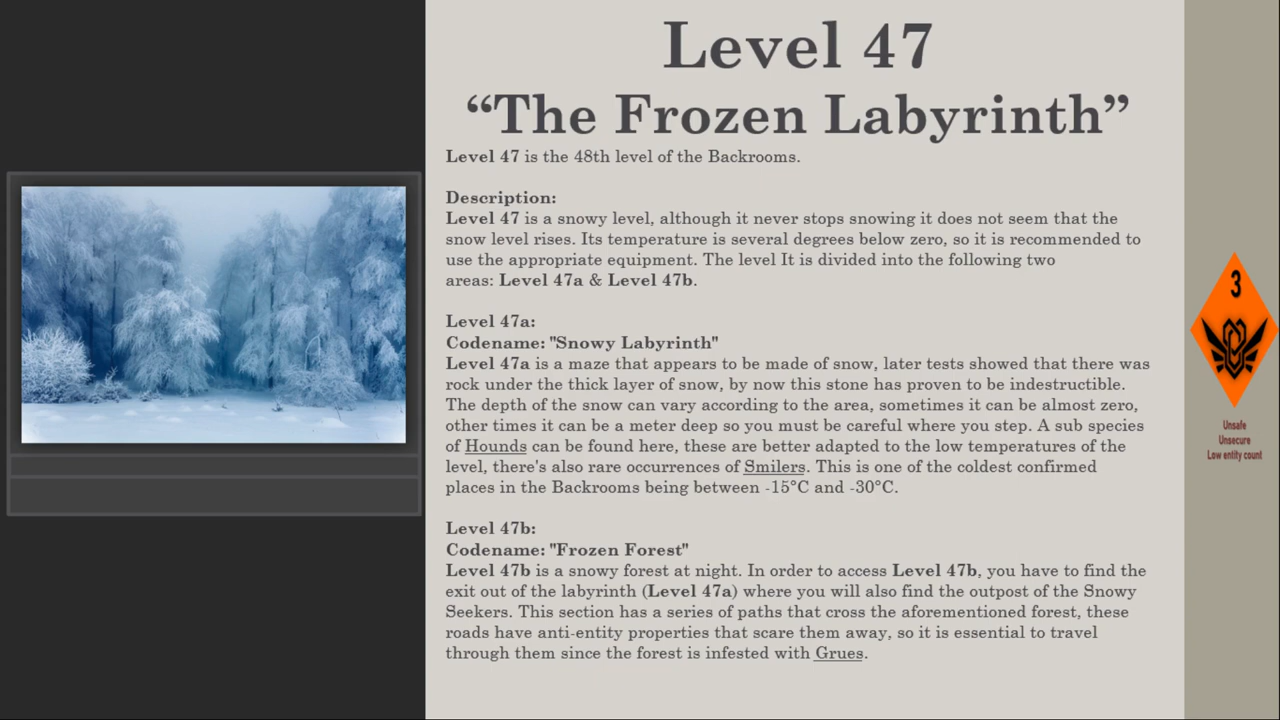 Level 47
“The Frozen Labyrinth”
Level 47 is the 48th level of the Backrooms.
Description:
Level 47 is a snowy level, although it never stops snowing it does not seem that the
snow level rises. Its temperature is several degrees below zero, so it is recommended to
use the appropriate equipment. The level It is divided into the following two
areas: Level 47a & Level 47b.
Level 47a:
Codename: "Snowy Labyrinth"
Level 47a is a maze that appears to be made of snow, later tests showed that there was
rock under the thick layer of snow, by now this stone has proven to be indestructible.
The depth of the snow can vary according to the area, sometimes it can be almost zero,
other times it can be a meter deep so you must be careful where you step. A sub species
of Hounds can be found here, these are better adapted to the low temperatures of the
level, there's also rare occurrences of Smilers. This is one of the coldest confirmed
places in the Backrooms being between -15°C and -30°C.
Level 47b:
Codename: "Frozen Forest"
Level 47b is a snowy forest at night. In order to access Level 47b, you have to find the
exit out of the labyrinth (Level 47a) where you will also find the outpost of the Snowy
Seekers. This section has a series of paths that cross the aforementioned forest, these
roads have anti-entity properties that scare them away, so it is essential to travel
through them since the forest is infested with Grues.
3
Unsafe
Unsecure
Low entity count